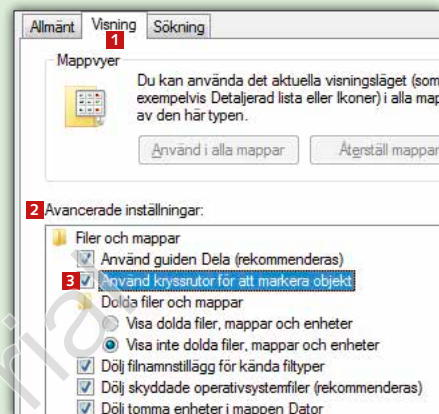 Allmänt Visning Sökning
1
Mappvyer
Du kan använda det aktuella visningsläget (som
exempelvis Detaljerad lista eller Ikoner) i alla map
av den här typen.
Använd i alla mappar Återställ mappar
2 Avancerade inställningar:
Filer och mappar
Använd guiden Dela (rekommenderas)
3 Använd kryssrutor för att markera objekt
Dolda filer och mappar
Visa dolda filer, mappar och enheter
Visa inte dolda filer, mappar och enheter
Dölj filnamnstillägg för kända filtyper
Dölj skyddade operativsystemfiler (rekommenderas)
Dölj tomma enheter i mappen Dator